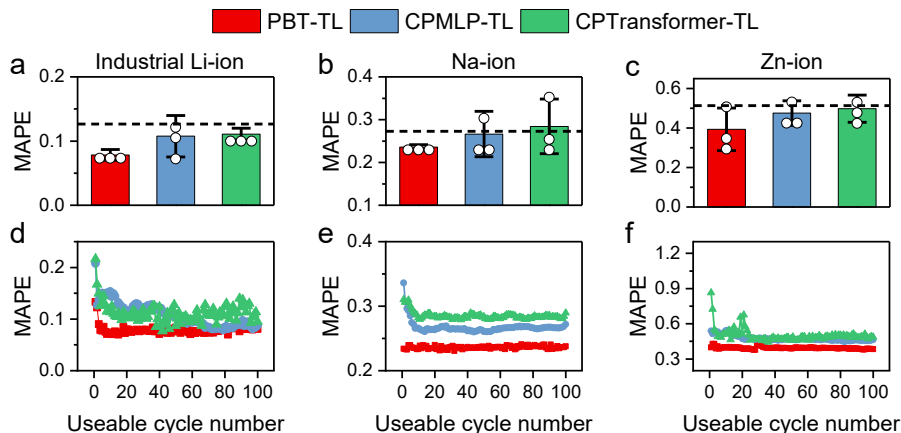 PBT-TL CPMLP-TL CPTransformer-TL
a Industrial Li-ion
MAPE
0.2
0.1
0.0
b Na-ion
MAPE
0.4
0.3
0.2
0.1
c Zn-ion
MAPE
0.6
0.4
0.2
0.0
d
MAPE
0.2
0.1
0.0
0 20 40 60 80 100
Useable cycle number
e
MAPE
0.4
0.3
0.2
0 20 40 60 80 100
Useable cycle number
f
MAPE
1.2
0.9
0.6
0.3
0 20 40 60 80 100
Useable cycle number